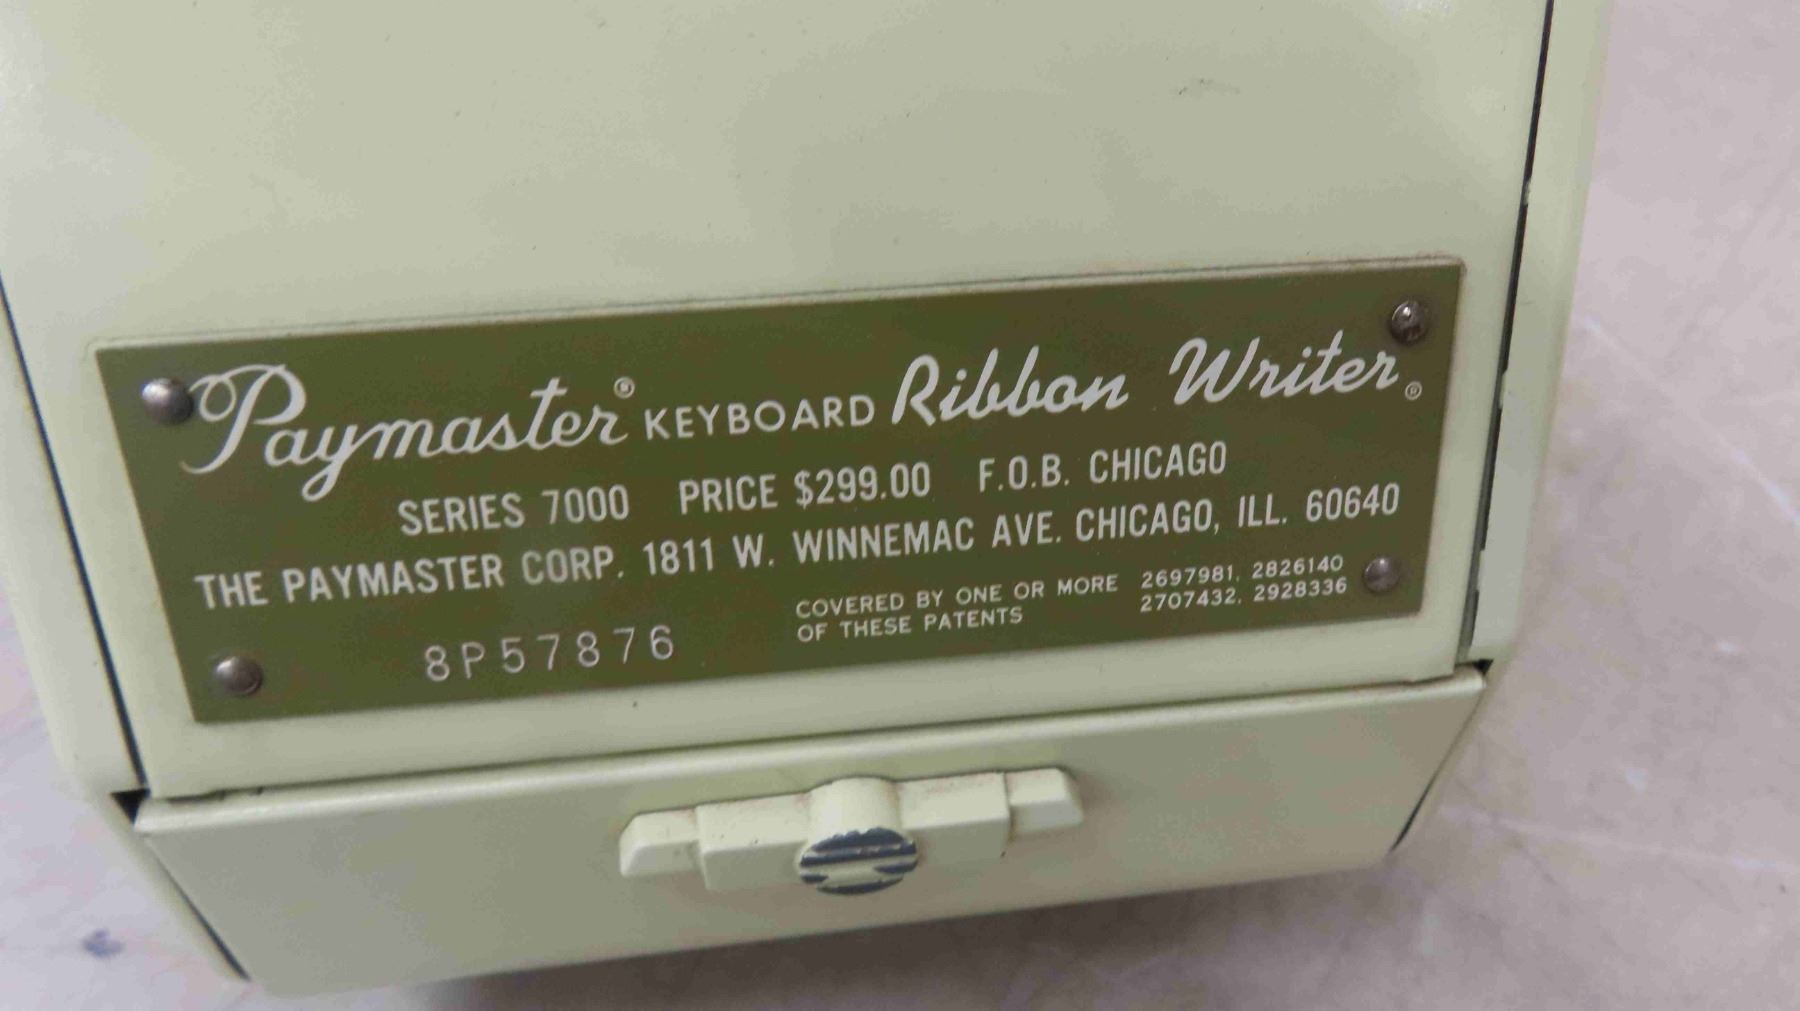 Paymaster® KEYBOARD Ribbon Writer®
SERIES 7000 PRICE $299.00 F.O.B. CHICAGO
THE PAYMASTER CORP. 1811 W. WINNEMAC AVE. CHICAGO, ILL. 60640
COVERED BY ONE OR MORE 2697981, 2826140
OF THESE PATENTS 2707432, 2928336
8P57876